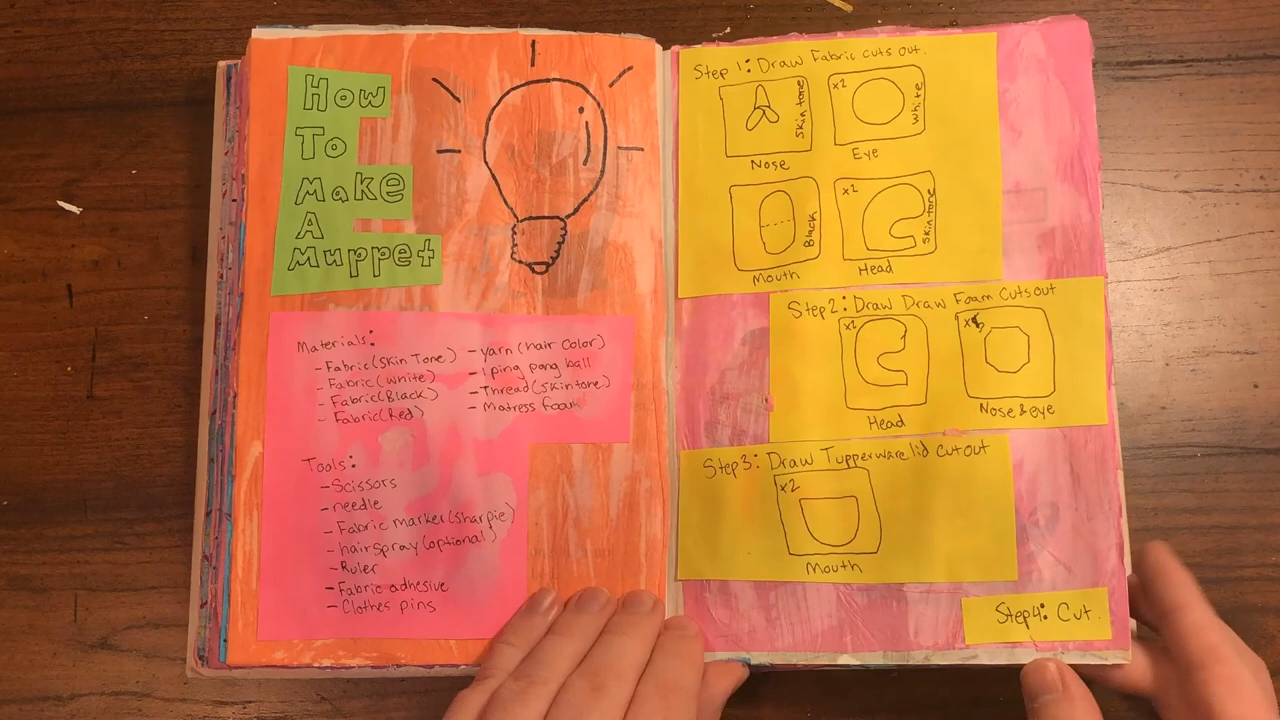 How
To
Make
A
Muppet
Materials:
- Fabric (Skin Tone)
- Fabric (white)
- Fabric (Black)
- Fabric (Red)
- yarn (hair color)
- 1 ping pong ball
- Thread (skintone)
- Matress foam
Tools:
- Scissors
- needle
- Fabric marker (sharpie)
- hairspray (optional)
- Ruler
- Fabric adhesive
- Clothes pins
Step 1: Draw Fabric cuts out.
skin tone
Nose
x2
white
Eye
Black
Mouth
x2
skin tone
Head
Step 2: Draw Draw Foam Cuts out
x2
Head
Nose & eye
Step 3: Draw Tupperware lid cut out
x2
Mouth
Step 4: Cut.